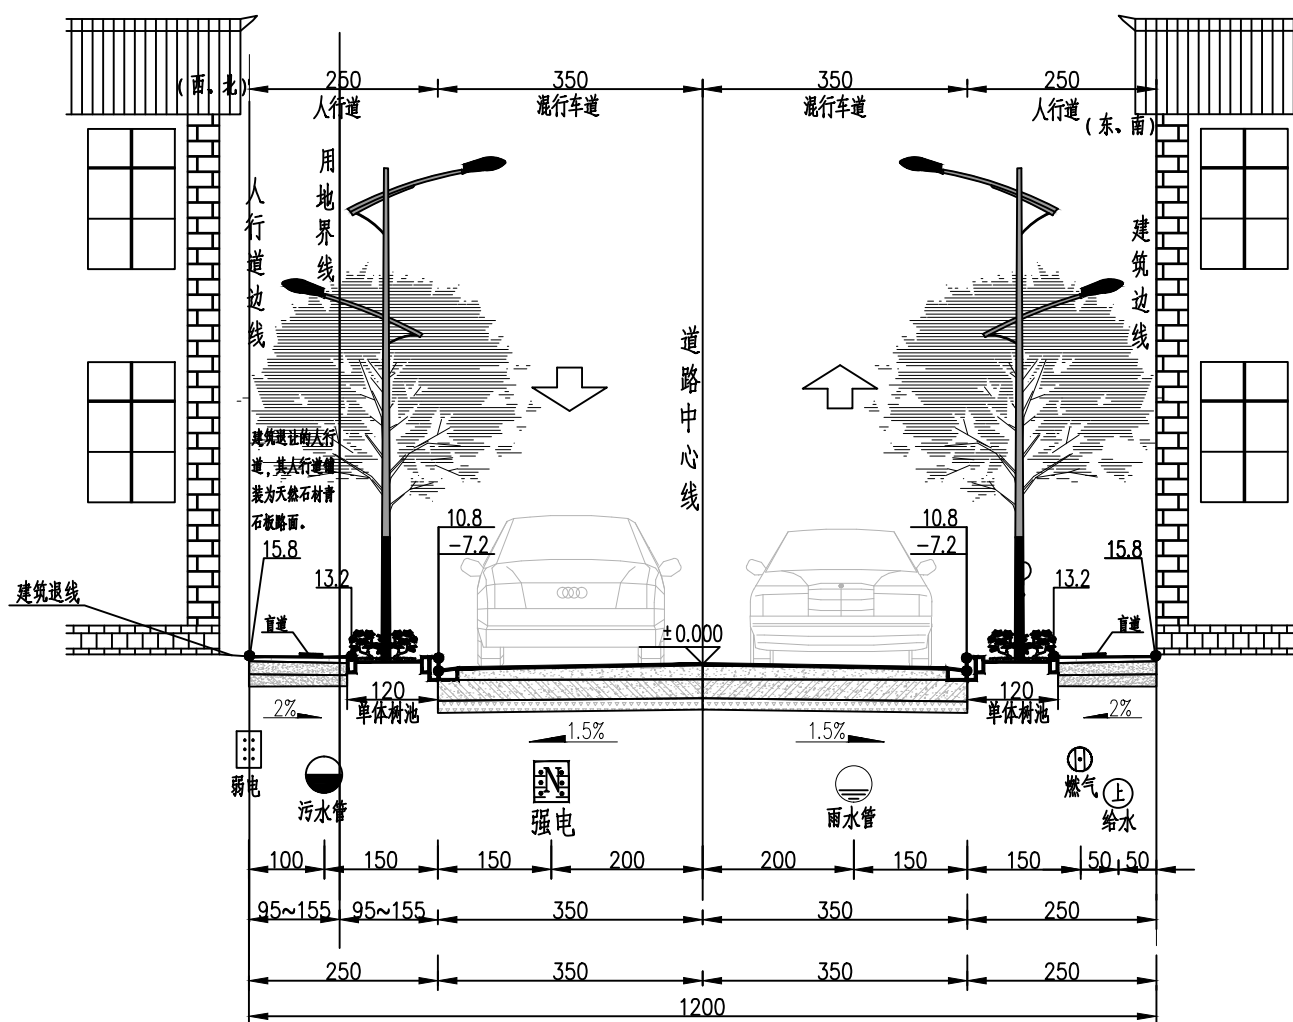 250 350 350 250
(西、北) 人行道 混行车道 混行车道 人行道 (东、南)
人行道边线
用地界线
道路中心线
建筑边线
建筑退让的人行
道，其人行道铺
装为天然石材青
石板路面。
10.8 10.8
-7.2 -7.2
15.8 15.8
13.2 13.2
建筑退线
盲道 盲道
±0.000
120 120
单体树池 单体树池
2% 2%
1.5% 1.5%
弱电 污水管 强电 雨水管 燃气 给水
N 上
100 150 150 200 200 150 150 50 50
95~155 95~155 350 350 250
250 350 350 250
1200